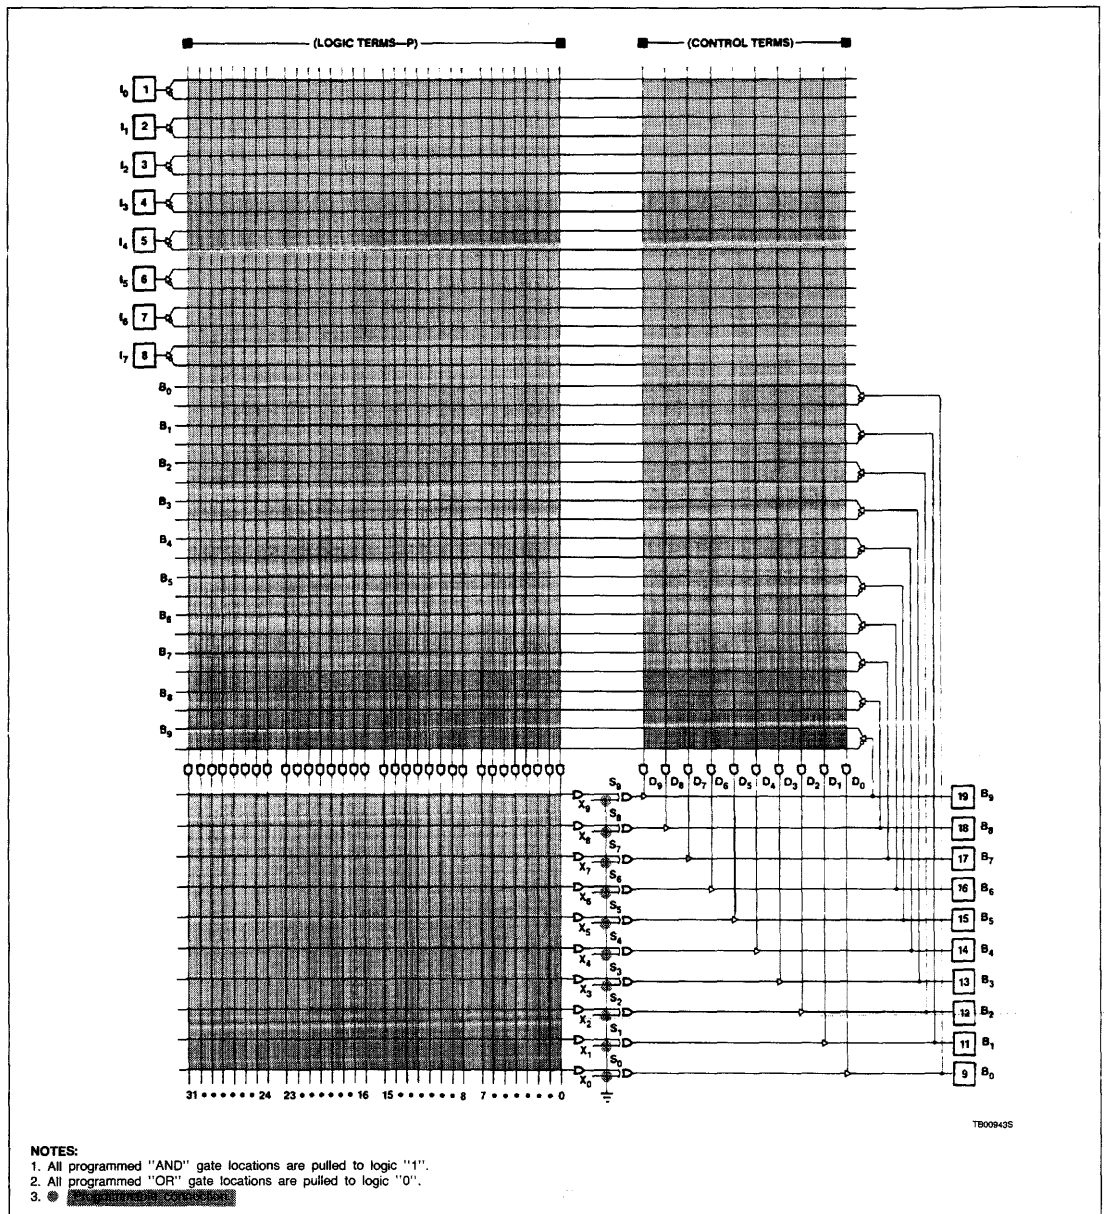 (LOGIC TERMS—P) (CONTROL TERMS)
I0 1
I1 2
I2 3
I3 4
I4 5
I5 6
I6 7
I7 8
B0
B1
B2
B3
B4
B5
B6
B7
B8
B9
S9 D9 D8 D7 D6 D5 D4 D3 D2 D1 D0
X9 19 B9
S8
X8 18 B8
S7
X7 17 B7
S6
X6 16 B6
S5
X5 15 B5
S4
X4 14 B4
S3
X3 13 B3
S2
X2 12 B2
S1
X1 11 B1
S0
X0 9 B0
31 24 23 16 15 8 7 0
TB00943S
NOTES:
1. All programmed "AND" gate locations are pulled to logic "1".
2. All programmed "OR" gate locations are pulled to logic "0".
3. Programmable connection.